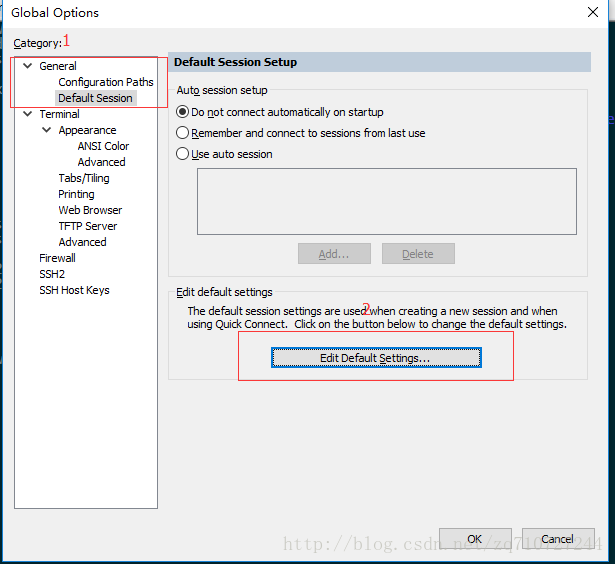 Global Options
Category:1
General
Configuration Paths
Default Session
Terminal
Appearance
ANSI Color
Advanced
Tabs/Tiling
Printing
Web Browser
TFTP Server
Advanced
Firewall
SSH2
SSH Host Keys
Default Session Setup
Auto session setup
Do not connect automatically on startup
Remember and connect to sessions from last use
Use auto session
Add...
Delete
Edit default settings
2
The default session settings are used when creating a new session and when
using Quick Connect. Click on the button below to change the default settings.
Edit Default Settings...
OK
Cancel
http://blog.csdn.net/zq710727244